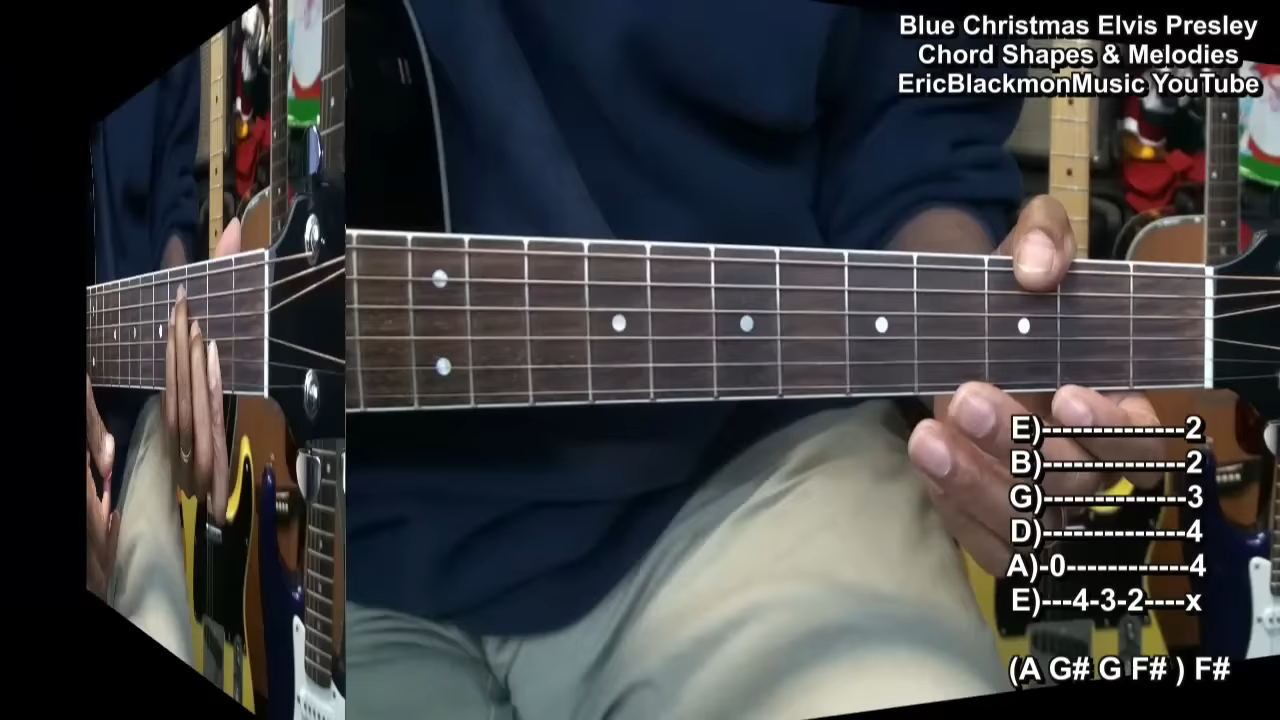 Blue Christmas Elvis Presley
Chord Shapes & Melodies
EricBlackmonMusic YouTube
E)--------------2
B)--------------2
G)--------------3
D)--------------4
A)-0------------4
E)---4-3-2----x
(A G# G F# ) F#